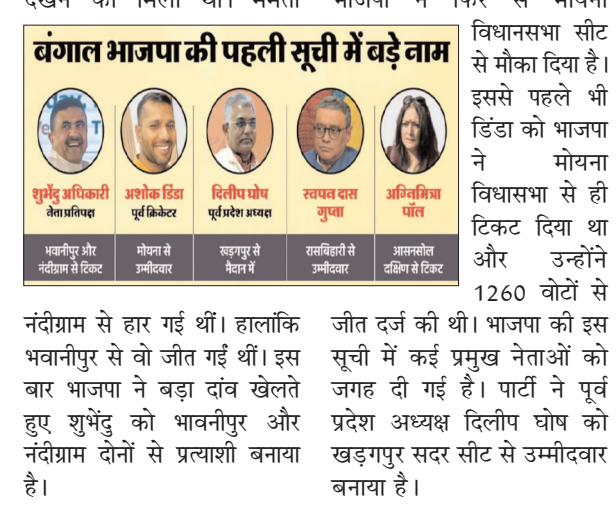 बंगाल भाजपा की पहली सूची में बड़े नाम
शुभेंदु अधिकारी
नेता प्रतिपक्ष
भवानीपुर और
नंदीग्राम से टिकट
अशोक डिंडा
पूर्व क्रिकेटर
मोयना से
उम्मीदवार
दिलीप घोष
पूर्व प्रदेश अध्यक्ष
खड़गपुर से
मैदान में
स्वपन दास
गुप्ता
रासबिहारी से
उम्मीदवार
अग्निमित्रा
पॉल
आसनसोल
दक्षिण से टिकट
नंदीग्राम से हार गई थीं। हालांकि
भवानीपुर से वो जीत गईं थीं। इस
बार भाजपा ने बड़ा दांव खेलते
हुए शुभेंदु को भावनीपुर और
नंदीग्राम दोनों से प्रत्याशी बनाया
है।
भाजपा ने फिर से मोयना
विधानसभा सीट
से मौका दिया है।
इससे पहले भी
डिंडा को भाजपा
ने मोयना
विधासभा से ही
टिकट दिया था
और उन्होंने
1260 वोटों से
जीत दर्ज की थी। भाजपा की इस
सूची में कई प्रमुख नेताओं को
जगह दी गई है। पार्टी ने पूर्व
प्रदेश अध्यक्ष दिलीप घोष को
खड़गपुर सदर सीट से उम्मीदवार
बनाया है।